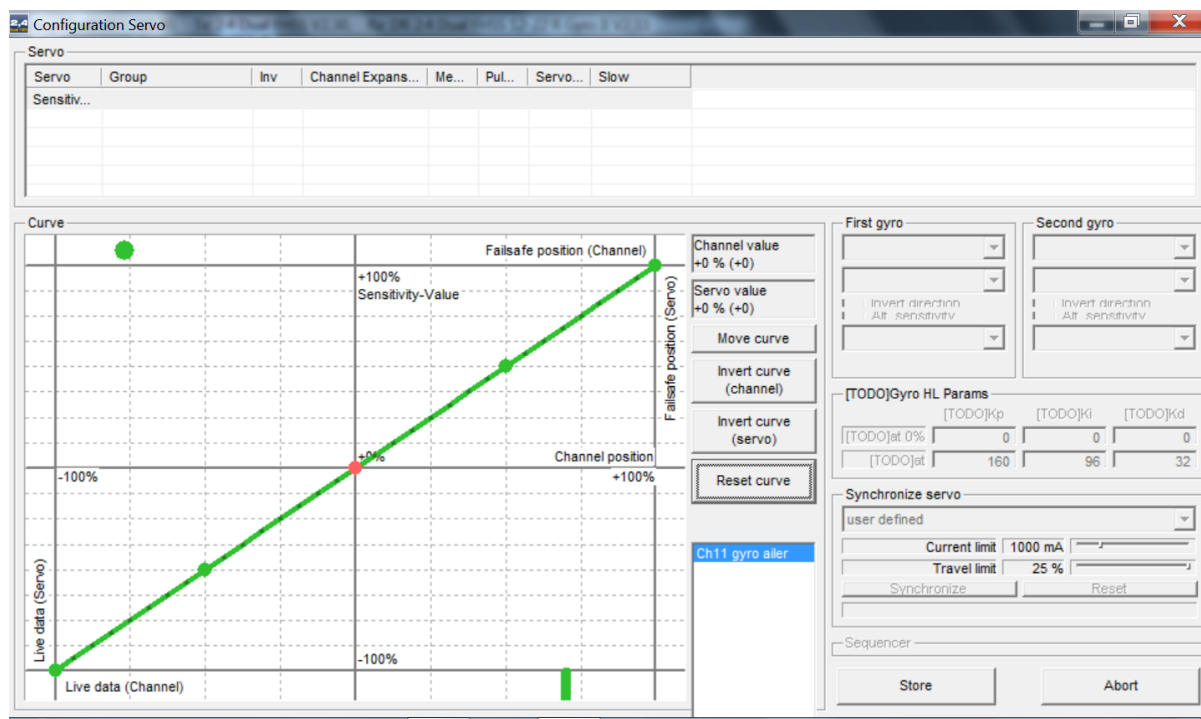 Configuration Servo
Servo
Servo Group Inv Channel Expans... Me... Pul... Servo... Slow
Sensitiv...
Curve
Failsafe position (Channel)
+100%
Sensitivity-Value
Failsafe position (Servo)
+0%
Channel position
-100%
+100%
Live data (Servo)
-100%
Live data (Channel)
Channel value
+0 % (+0)
Servo value
+0 % (+0)
Move curve
Invert curve
(channel)
Invert curve
(servo)
Reset curve
Ch11 gyro ailer
First gyro
Invert direction
Alt. sensitivity
Second gyro
Invert direction
Alt. sensitivity
[TODO]Gyro HL Params
[TODO]Kp [TODO]Ki [TODO]Kd
[TODO]at 0% 0 0 0
[TODO]at 160 96 32
Synchronize servo
user defined
Current limit 1000 mA
Travel limit 25 %
Synchronize Reset
Sequencer
Store Abort